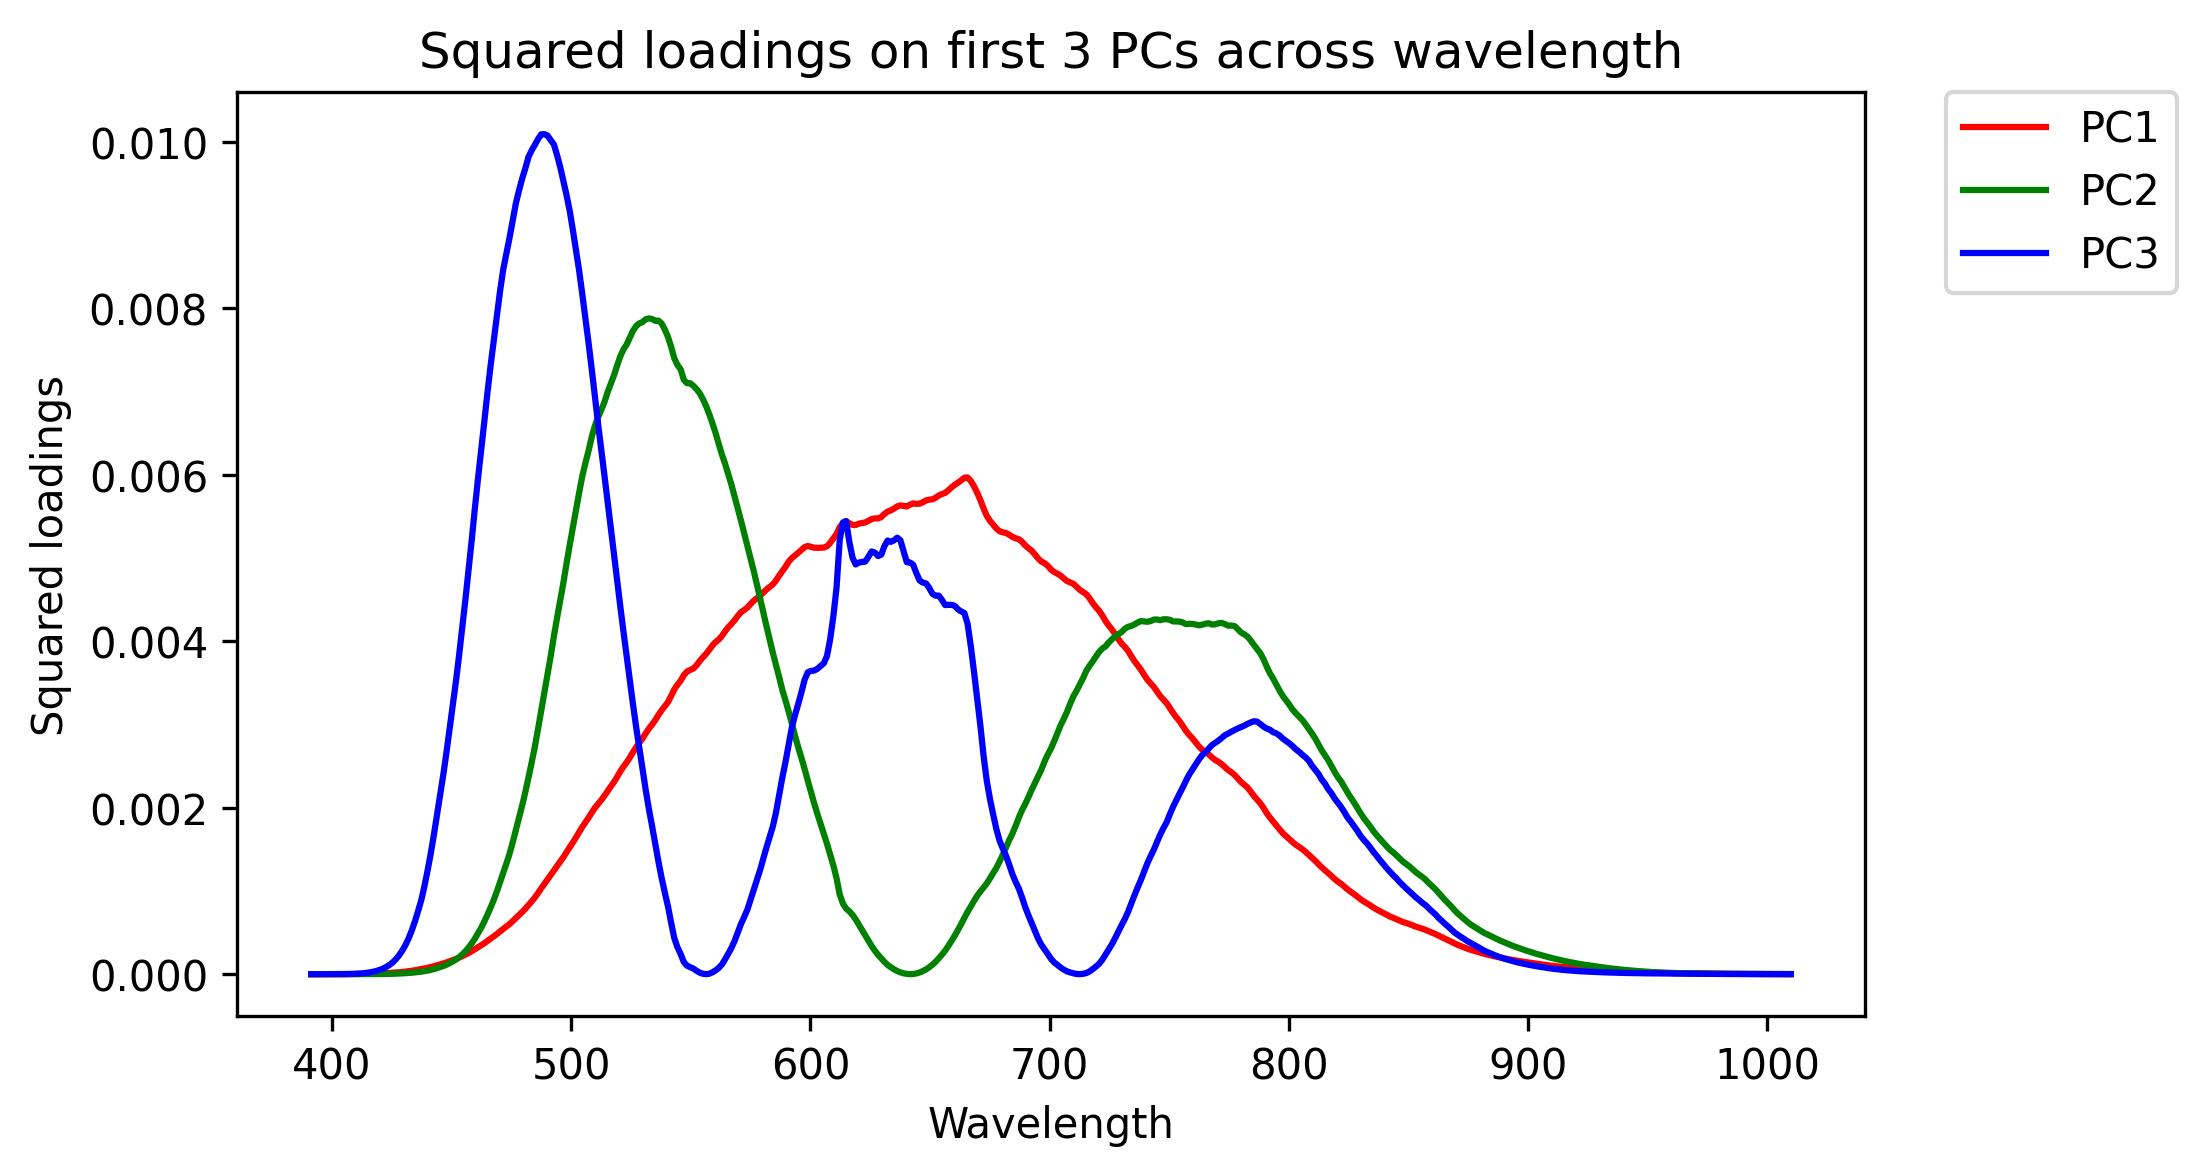 Squared loadings on first 3 PCs across wavelength
PC1
PC2
PC3
Squared loadings
0.010
0.008
0.006
0.004
0.002
0.000
400 500 600 700 800 900 1000
Wavelength